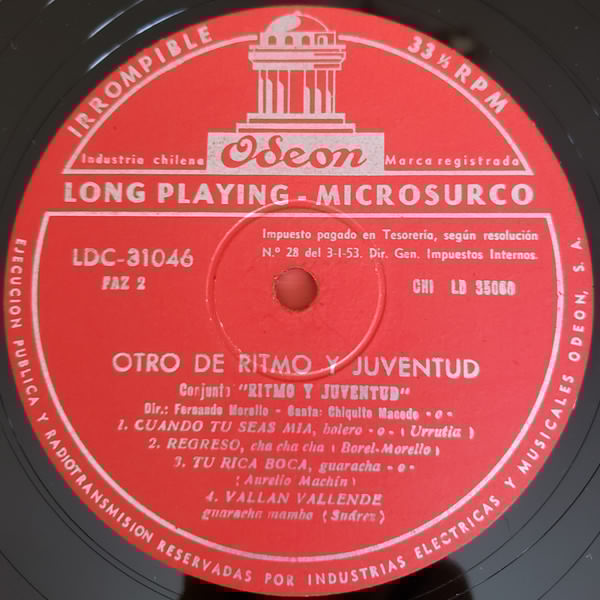 IRROMPIBLE
33⅓ RPM
Industria chilena
Odeon
Marca registrada
LONG PLAYING - MICROSURCO
Impuesto pagado en Tesorería, según resolución
N.º 28 del 3-1-53. Dir. Gen. Impuestos Internos.
LDC-31046
FAZ 2
CHI LD 35060
OTRO DE RITMO Y JUVENTUD
Conjunto "RITMO Y JUVENTUD"
Dir.: Fernando Morello - Canta: Chiquito Macedo -o-
1. CUANDO TU SEAS MIA, bolero -o- (Urrutia)
2. REGRESO, cha cha cha (Borel-Morello)
3. TU RICA BOCA, guaracha -o-
(Aurelio Machín)
4. VALLAN VALLENDE
guaracha mambo (Suárez)
EJECUCION PUBLICA Y RADIOTRANSMISION RESERVADAS POR INDUSTRIAS ELECTRICAS Y MUSICALES ODEON, S. A.